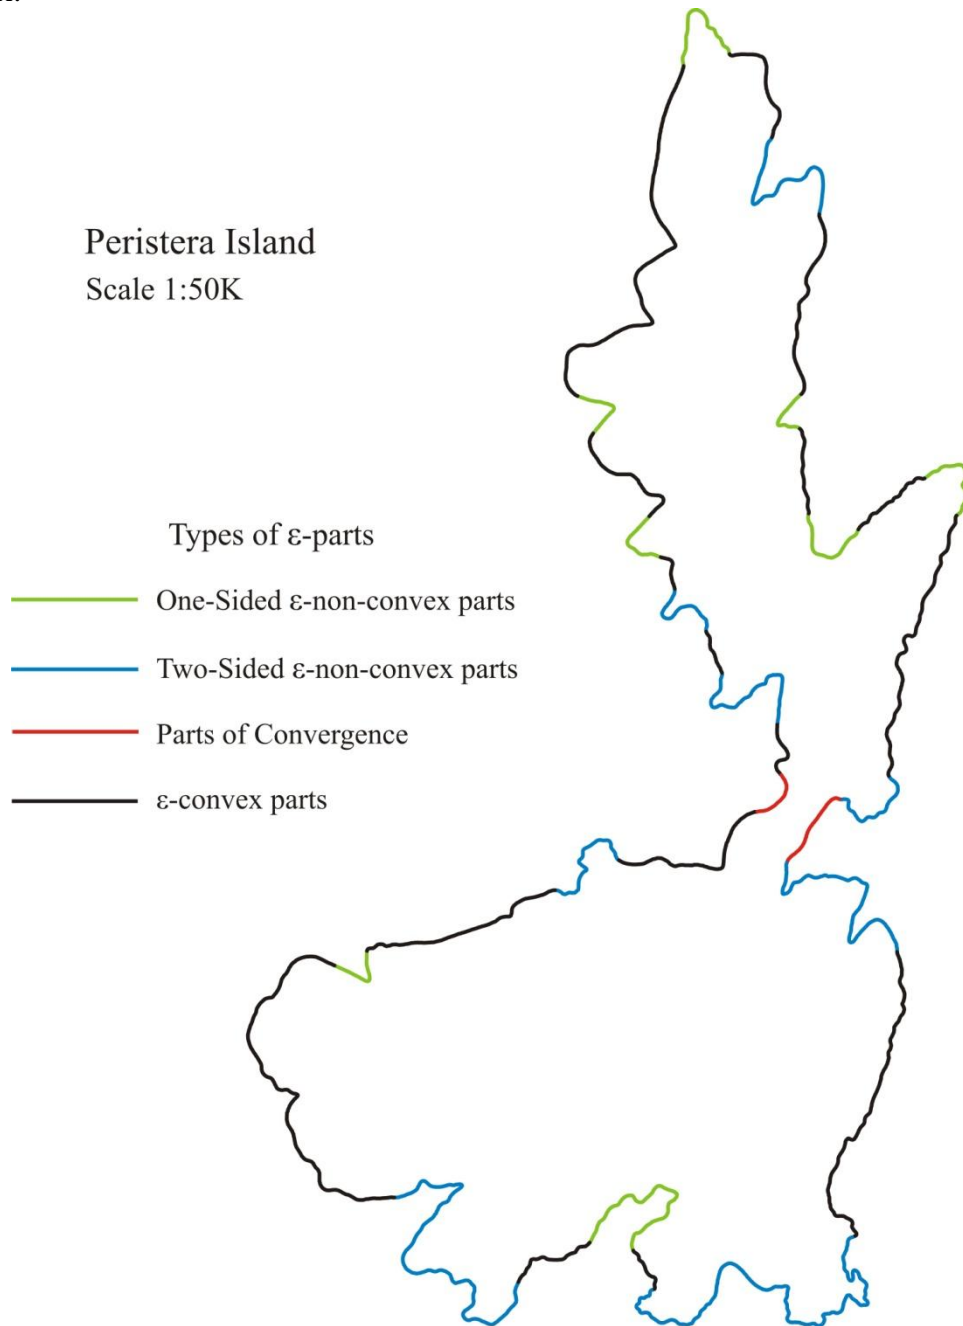 Peristera Island
Scale 1:50K
Types of ε-parts
One-Sided ε-non-convex parts
Two-Sided ε-non-convex parts
Parts of Convergence
ε-convex parts